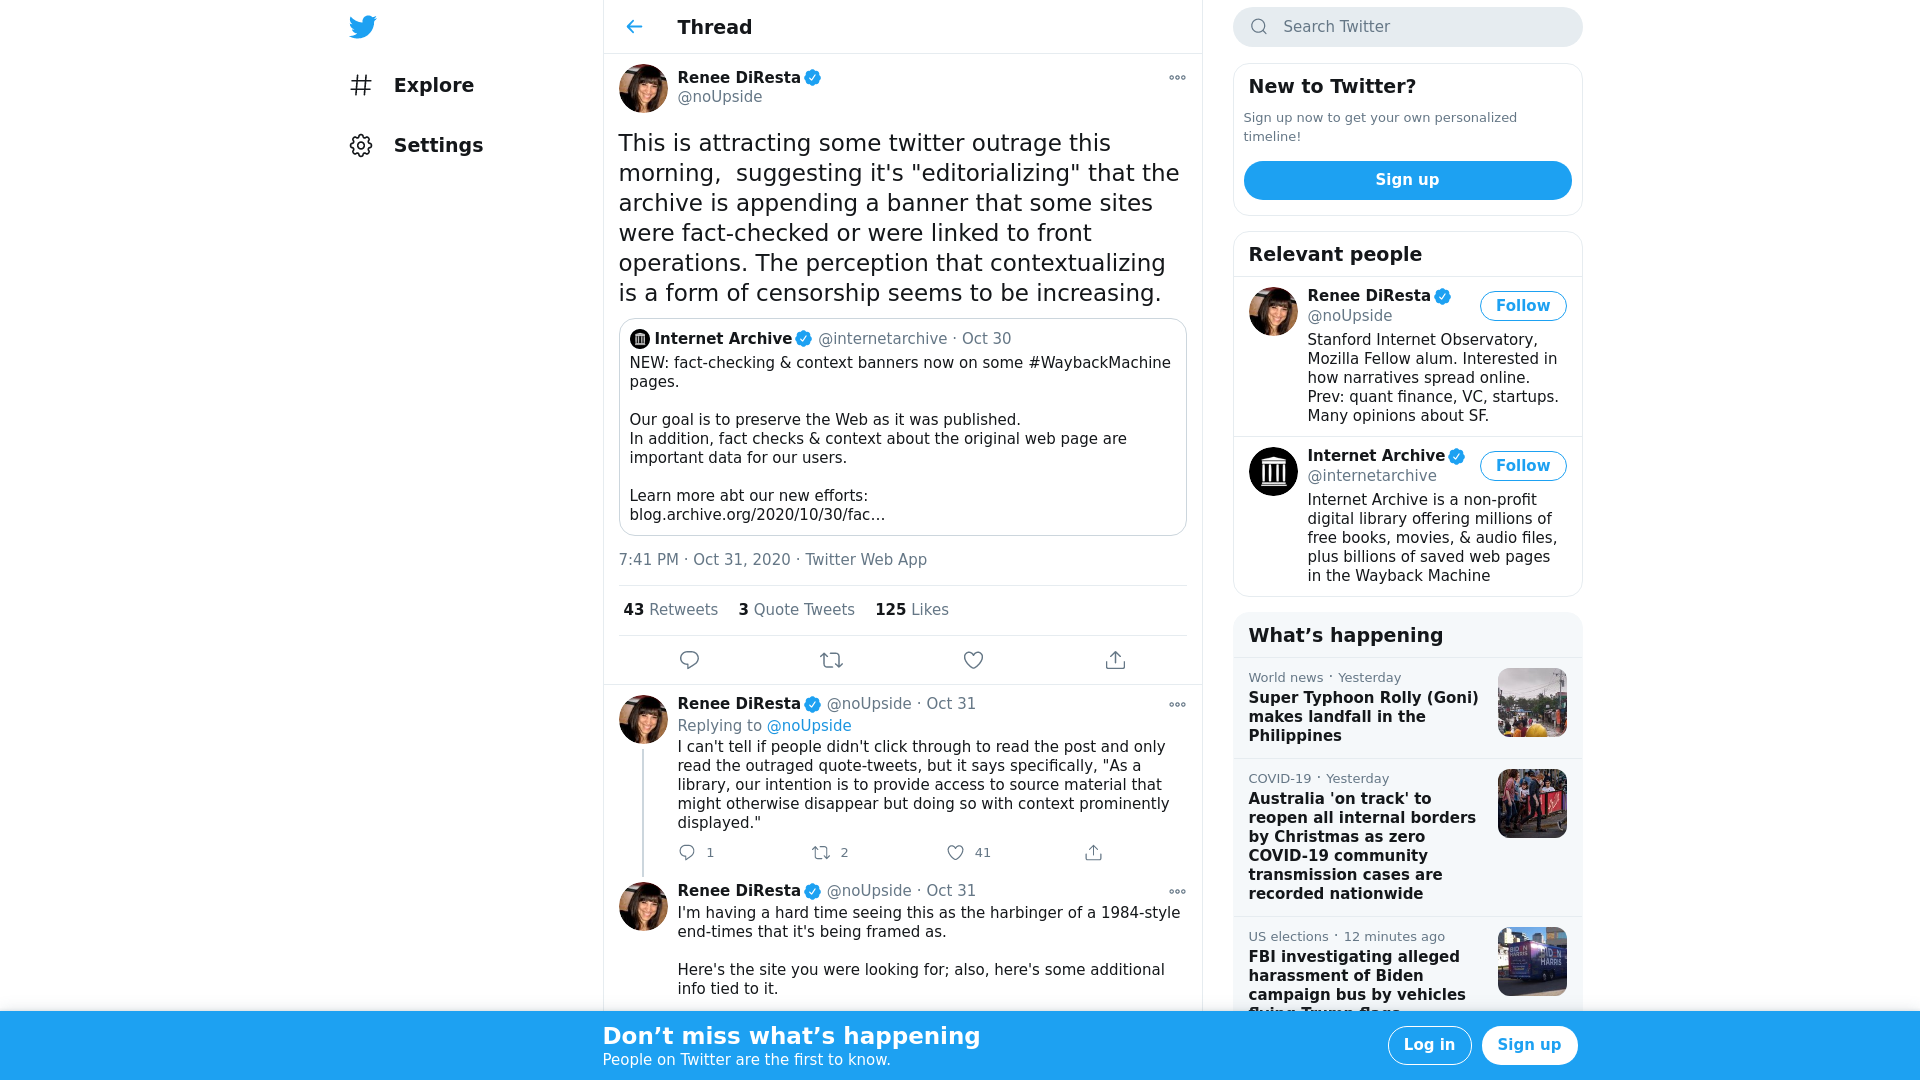 Explore
Settings
Thread
Renee DiResta
@noUpside
This is attracting some twitter outrage this
morning,  suggesting it's "editorializing" that the
archive is appending a banner that some sites
were fact-checked or were linked to front
operations. The perception that contextualizing
is a form of censorship seems to be increasing.
Internet Archive @internetarchive · Oct 30
NEW: fact-checking & context banners now on some #WaybackMachine
pages.
Our goal is to preserve the Web as it was published.
In addition, fact checks & context about the original web page are
important data for our users.
Learn more abt our new efforts:
blog.archive.org/2020/10/30/fac…
7:41 PM · Oct 31, 2020 · Twitter Web App
43 Retweets 3 Quote Tweets 125 Likes
Renee DiResta @noUpside · Oct 31
Replying to @noUpside
I can't tell if people didn't click through to read the post and only
read the outraged quote-tweets, but it says specifically, "As a
library, our intention is to provide access to source material that
might otherwise disappear but doing so with context prominently
displayed."
1 2 41
Renee DiResta @noUpside · Oct 31
I'm having a hard time seeing this as the harbinger of a 1984-style
end-times that it's being framed as.
Here's the site you were looking for; also, here's some additional
info tied to it.
Search Twitter
New to Twitter?
Sign up now to get your own personalized
timeline!
Sign up
Relevant people
Renee DiResta
@noUpside
Follow
Stanford Internet Observatory,
Mozilla Fellow alum. Interested in
how narratives spread online.
Prev: quant finance, VC, startups.
Many opinions about SF.
Internet Archive
@internetarchive
Follow
Internet Archive is a non-profit
digital library offering millions of
free books, movies, & audio files,
plus billions of saved web pages
in the Wayback Machine
What’s happening
World news · Yesterday
Super Typhoon Rolly (Goni)
makes landfall in the
Philippines
COVID-19 · Yesterday
Australia 'on track' to
reopen all internal borders
by Christmas as zero
COVID-19 community
transmission cases are
recorded nationwide
US elections · 12 minutes ago
FBI investigating alleged
harassment of Biden
campaign bus by vehicles
flying Trump flags
Don’t miss what’s happening
People on Twitter are the first to know.
Log in
Sign up